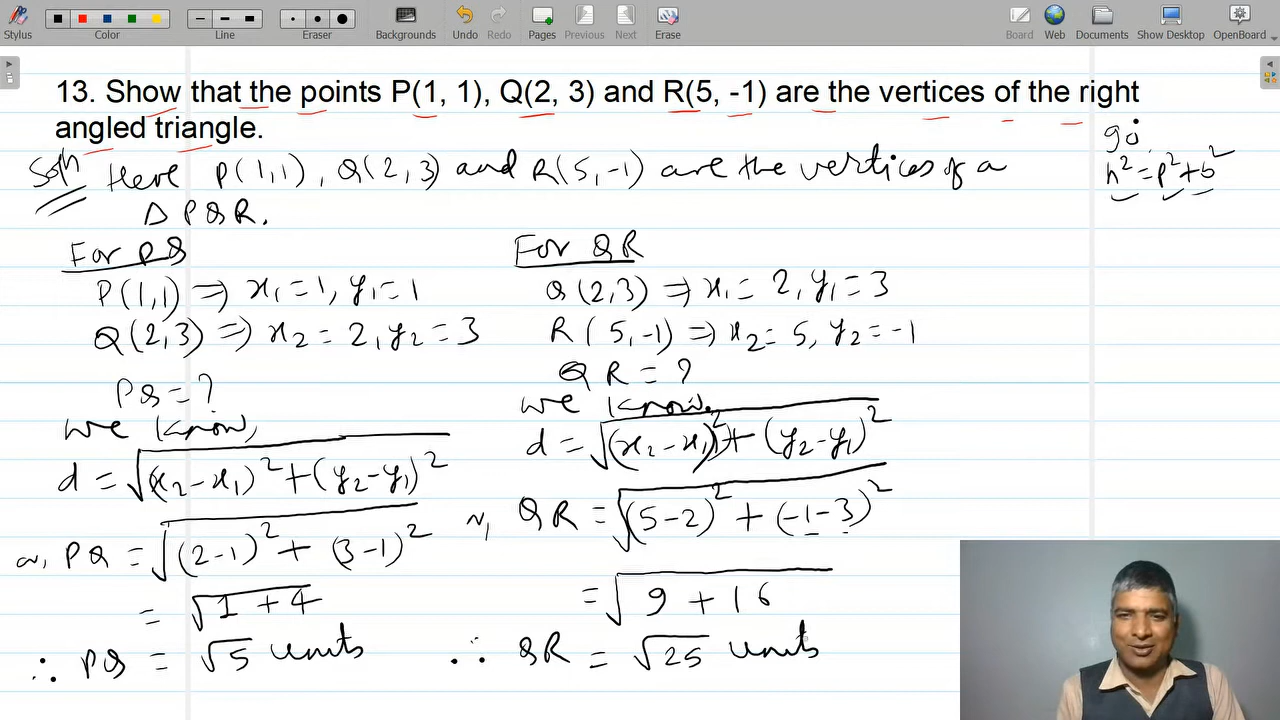 Stylus Color Line Eraser Backgrounds Undo Redo Pages Previous Next Erase Board Web Documents Show Desktop OpenBoard
13. Show that the points P(1, 1), Q(2, 3) and R(5, -1) are the vertices of the right
angled triangle.
90°
h² = p² + b²
Solⁿ Here P(1,1), Q(2,3) and R(5,-1) are the vertices of a
Δ PQR.
For PQ
P(1,1) ⇒ x₁=1, y₁=1
Q(2,3) ⇒ x₂=2, y₂=3
PQ = ?
we know,
d = √(x₂-x₁)²+(y₂-y₁)²
or, PQ = √(2-1)²+(3-1)²
= √1+4
∴ PQ = √5 units
For QR
Q(2,3) ⇒ x₁=2, y₁=3
R(5,-1) ⇒ x₂=5, y₂=-1
QR = ?
we know.
d = √(x₂-x₁)²+(y₂-y₁)²
or, QR = √(5-2)²+(-1-3)²
= √9+16
∴ QR = √25 units